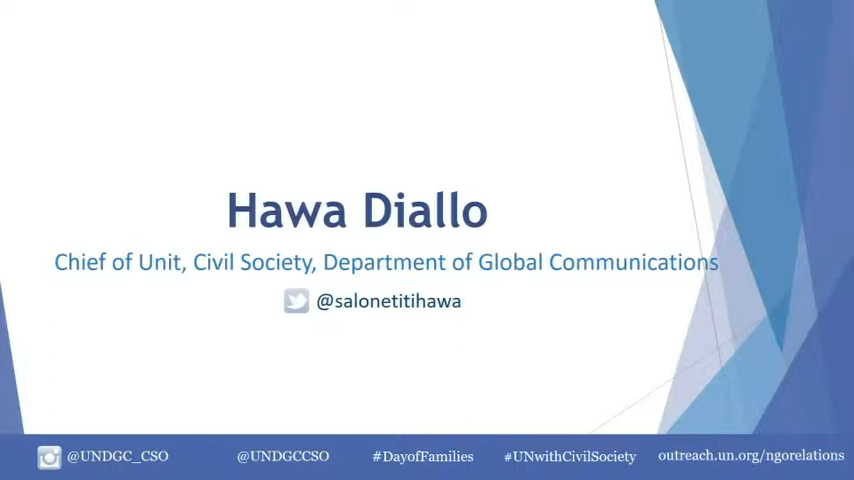 Hawa Diallo
Chief of Unit, Civil Society, Department of Global Communications
@salonetitihawa
@UNDGC_CSO @UNDGCCSO #DayofFamilies #UNwithCivilSociety outreach.un.org/ngorelations